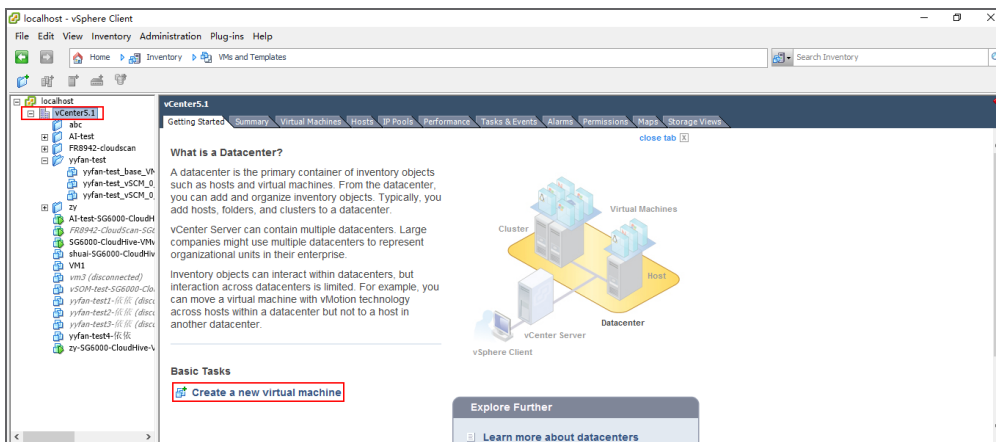 localhost - vSphere Client
File Edit View Inventory Administration Plug-ins Help
Home Inventory VMs and Templates
Search Inventory
localhost
vCenter5.1
abc
AI-test
FR8942-cloudscan
yyfan-test
yyfan-test_base_VM
yyfan-test_vSCM_0
yyfan-test_vSCM_0
zy
AI-test-SG6000-CloudH
FR8942-CloudScan-SG6
SG6000-CloudHive-VMw
shuai-SG6000-CloudHiv
VM1
vm3 (disconnected)
vSOM-test-SG6000-Clou
yyfan-test1-依依 (disco
yyfan-test2-依依 (disco
yyfan-test3-依依 (disco
yyfan-test4-依依
zy-SG6000-CloudHive-V
vCenter5.1
Getting Started Summary Virtual Machines Hosts IP Pools Performance Tasks & Events Alarms Permissions Maps Storage Views
close tab X
What is a Datacenter?
A datacenter is the primary container of inventory objects
such as hosts and virtual machines. From the datacenter,
you can add and organize inventory objects. Typically, you
add hosts, folders, and clusters to a datacenter.
vCenter Server can contain multiple datacenters. Large
companies might use multiple datacenters to represent
organizational units in their enterprise.
Inventory objects can interact within datacenters, but
interaction across datacenters is limited. For example, you
can move a virtual machine with vMotion technology
across hosts within a datacenter but not to a host in
another datacenter.
Virtual Machines
Cluster
Host
Datacenter
vCenter Server
vSphere Client
Basic Tasks
Create a new virtual machine
Explore Further
Learn more about datacenters